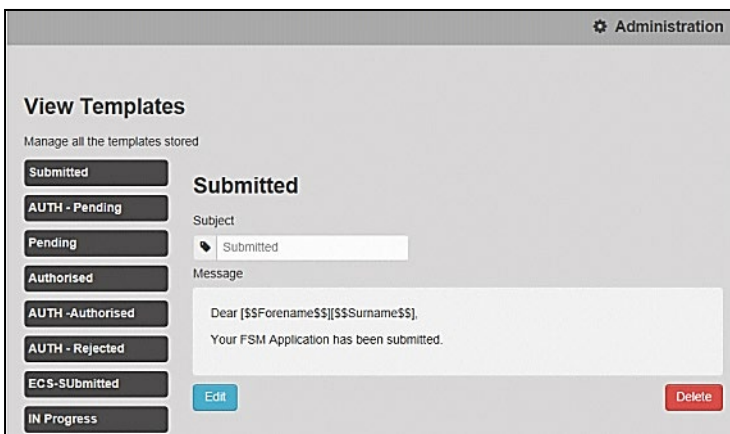 Administration
View Templates
Manage all the templates stored
Submitted
AUTH - Pending
Pending
Authorised
AUTH -Authorised
AUTH - Rejected
ECS-SUbmitted
IN Progress
Submitted
Subject
Submitted
Message
Dear [$$Forename$$][$$Surname$$],
Your FSM Application has been submitted.
Edit
Delete